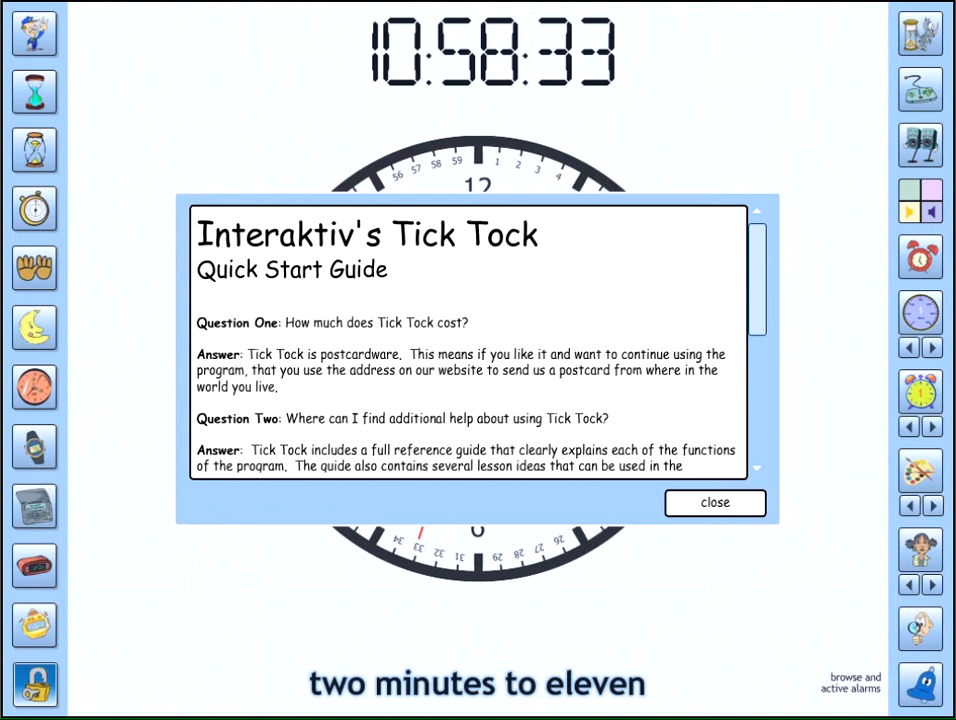 10:58:33
56 57 58 59 1 2 3 4
12
Interaktiv's Tick Tock
Quick Start Guide
Question One: How much does Tick Tock cost?
Answer: Tick Tock is postcardware. This means if you like it and want to continue using the
program, that you use the address on our website to send us a postcard from where in the
world you live.
Question Two: Where can I find additional help about using Tick Tock?
Answer: Tick Tock includes a full reference guide that clearly explains each of the functions
of the program. The guide also contains several lesson ideas that can be used in the
close
6
34 33 32 31 29 28 27 26
two minutes to eleven
browse and
active alarms